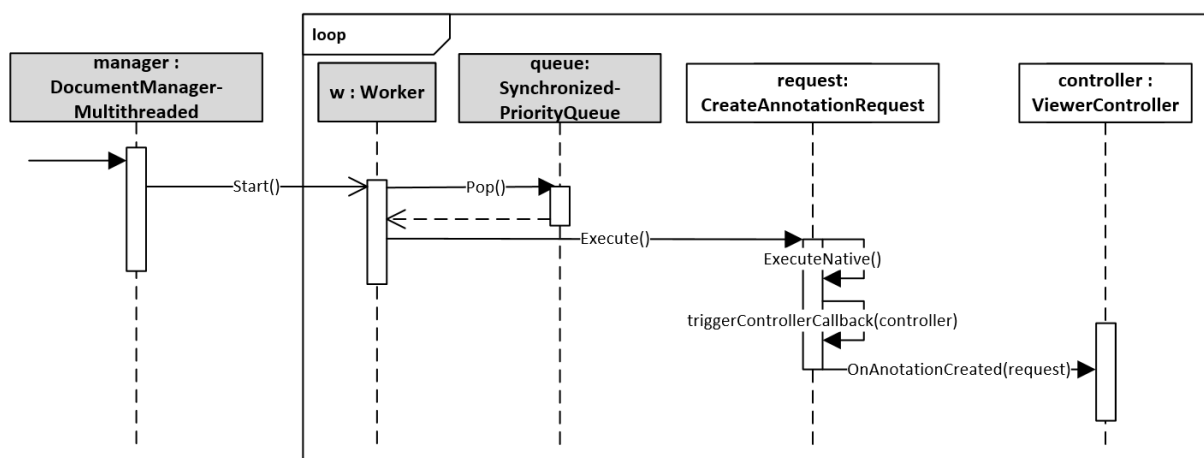 loop
manager :
DocumentManager-
Multithreaded
w : Worker
queue:
Synchronized-
PriorityQueue
request:
CreateAnnotationRequest
controller :
ViewerController
Start()
Pop()
Execute()
ExecuteNative()
triggerControllerCallback(controller)
OnAnotationCreated(request)